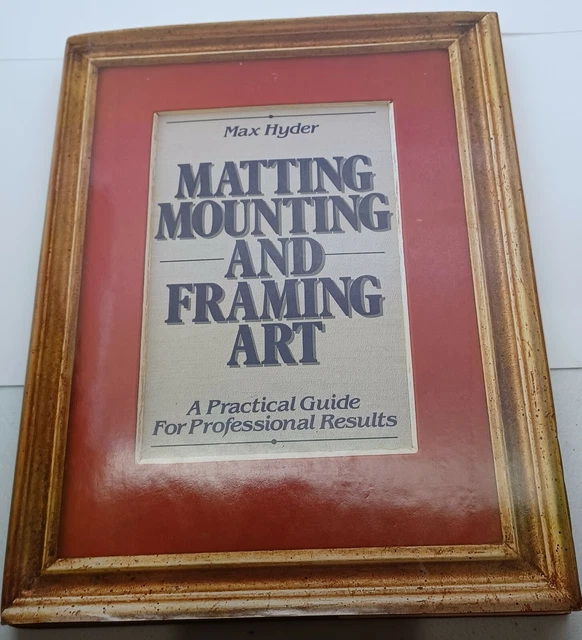 Max Hyder
MATTING
MOUNTING
AND
FRAMING
ART
A Practical Guide
For Professional Results